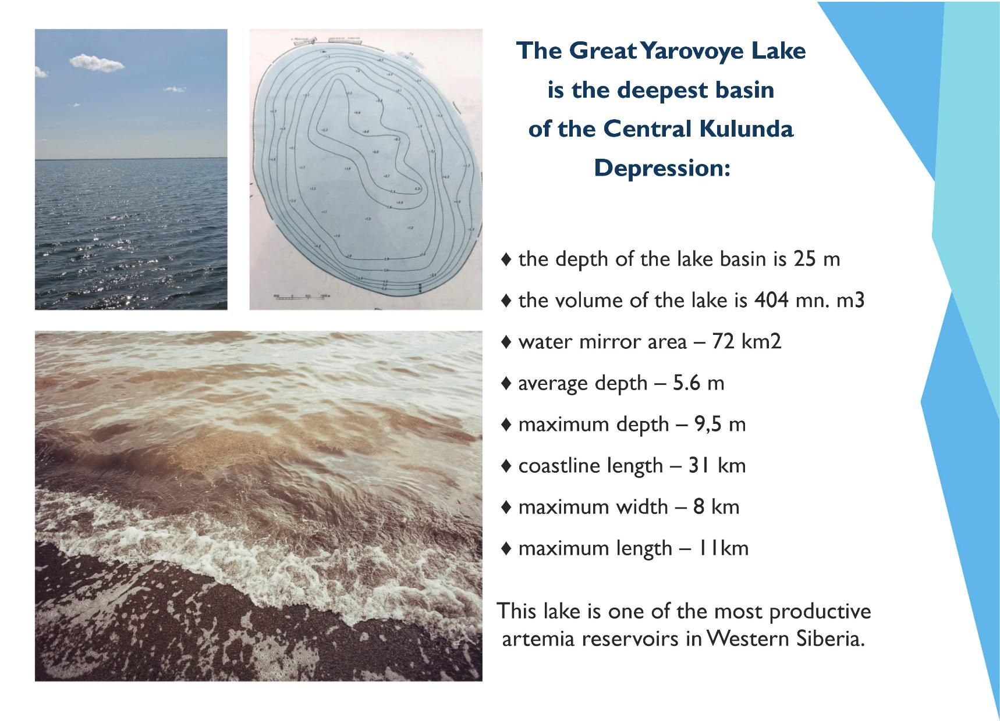 The Great Yarovoye Lake
is the deepest basin
of the Central Kulunda
Depression:
♦ the depth of the lake basin is 25 m
♦ the volume of the lake is 404 mn. m3
♦ water mirror area – 72 km2
♦ average depth – 5.6 m
♦ maximum depth – 9,5 m
♦ coastline length – 31 km
♦ maximum width – 8 km
♦ maximum length – 11km
This lake is one of the most productive
artemia reservoirs in Western Siberia.